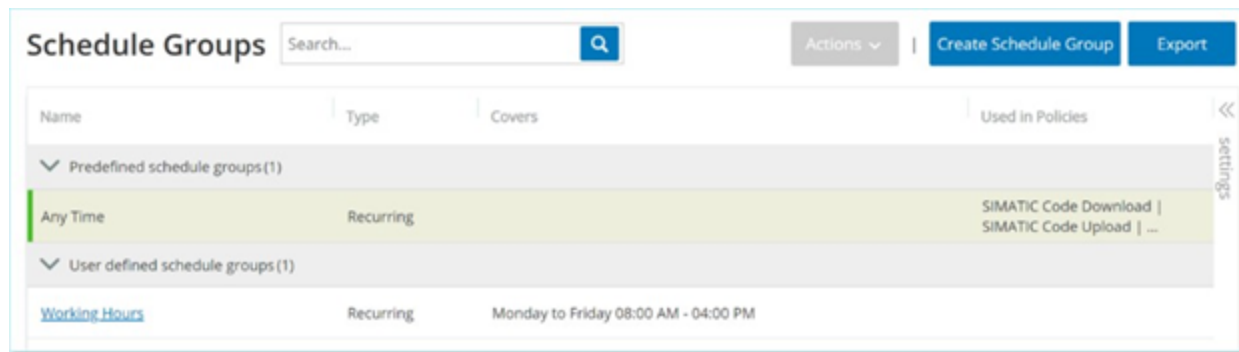 Schedule Groups Search... Actions | Create Schedule Group Export
Name Type Covers Used in Policies
settings
Predefined schedule groups (1)
Any Time Recurring SIMATIC Code Download |
SIMATIC Code Upload | ...
User defined schedule groups (1)
Working Hours Recurring Monday to Friday 08:00 AM - 04:00 PM